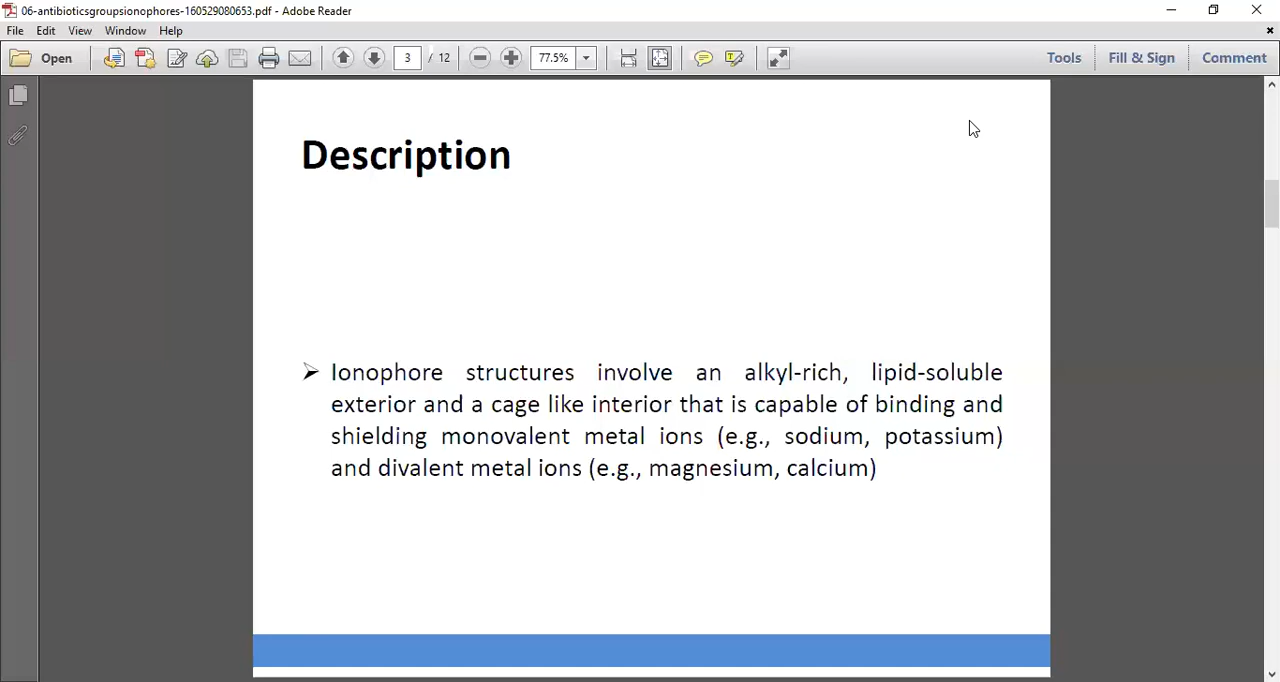 06-antibioticsgroupsionophores-160529080653.pdf - Adobe Reader
File Edit View Window Help
Open 3 / 12 77.5% Tools Fill & Sign Comment
Description
➤ Ionophore structures involve an alkyl-rich, lipid-soluble
exterior and a cage like interior that is capable of binding and
shielding monovalent metal ions (e.g., sodium, potassium)
and divalent metal ions (e.g., magnesium, calcium)